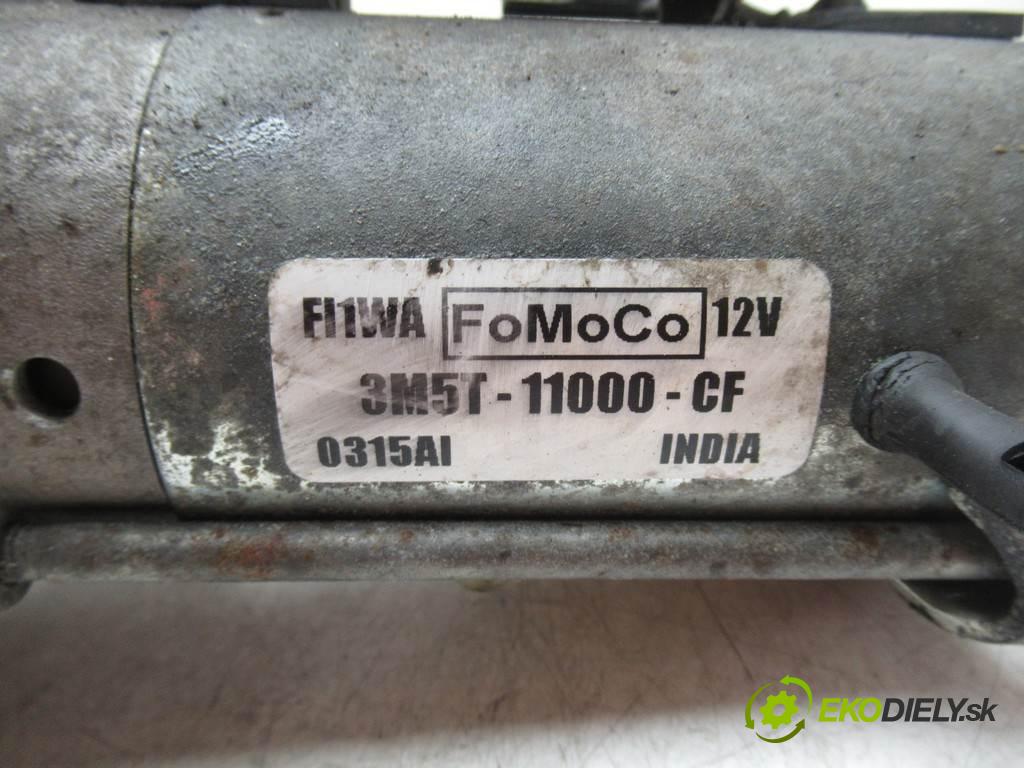 FI1WA FoMoCo 12V
3M5T - 11000 - CF
0315AI INDIA
EKODIELY.sk